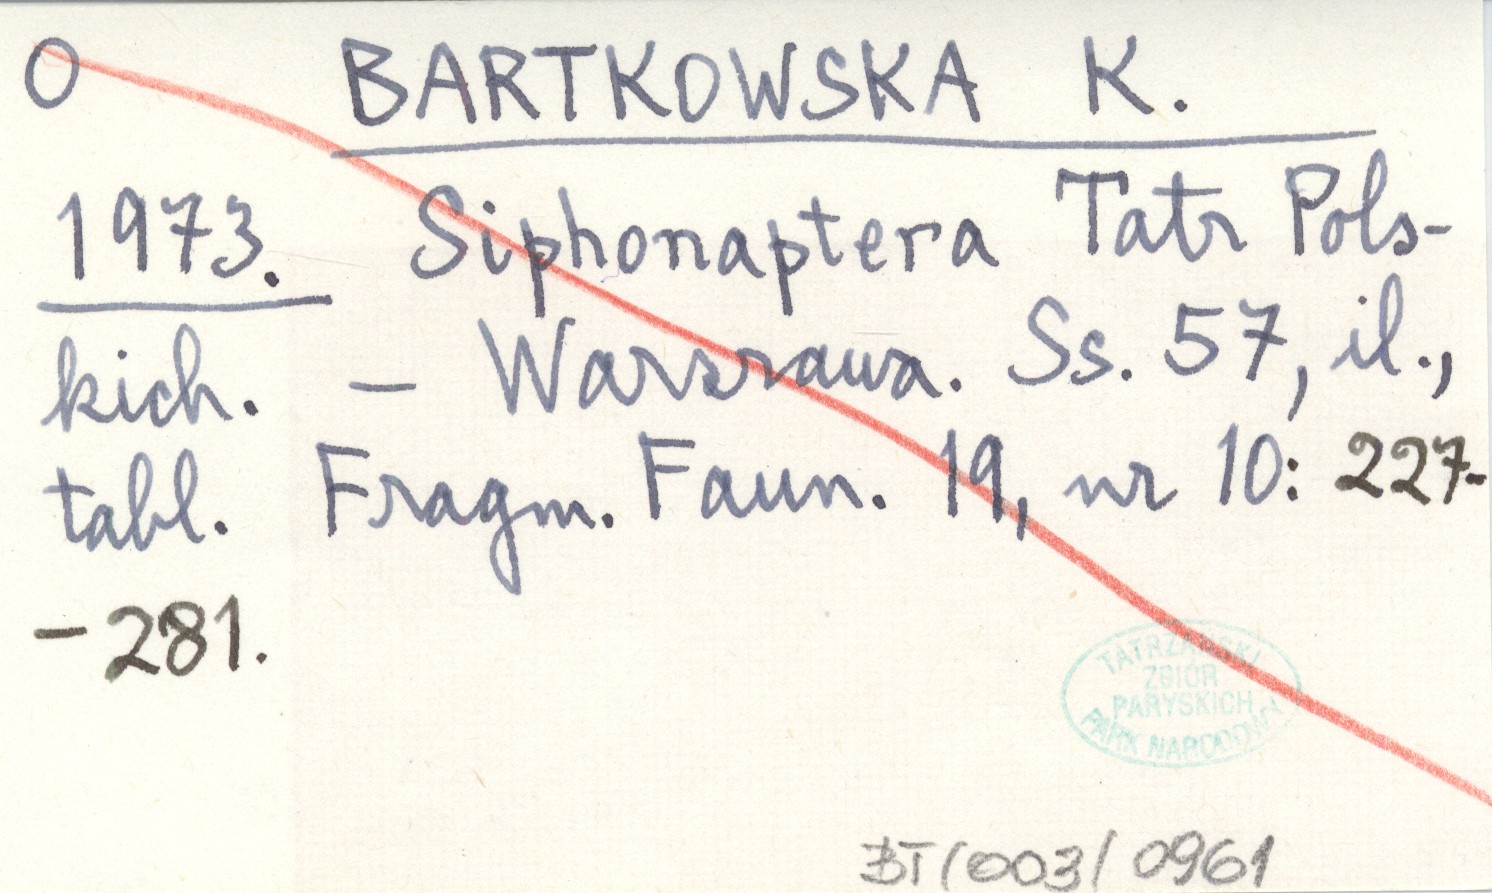 O BARTKOWSKA K.
1973. Siphonaptera Tatr Pols-
kich. – Warszawa. Ss. 57, il.,
tabl. Fragm. Faun. 19, nr 10: 227-
-281.
TATRZAŃSKI
ZBIÓR
PARYSKICH
PARK NARODOWY
BT/003/0961